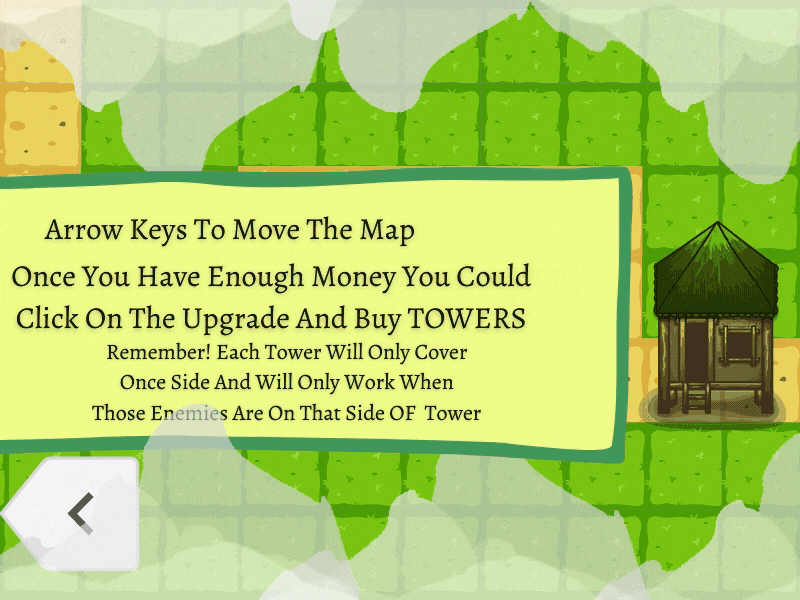 Arrow Keys To Move The Map
Once You Have Enough Money You Could
Click On The Upgrade And Buy TOWERS
Remember! Each Tower Will Only Cover
Once Side And Will Only Work When
Those Enemies Are On That Side OF Tower